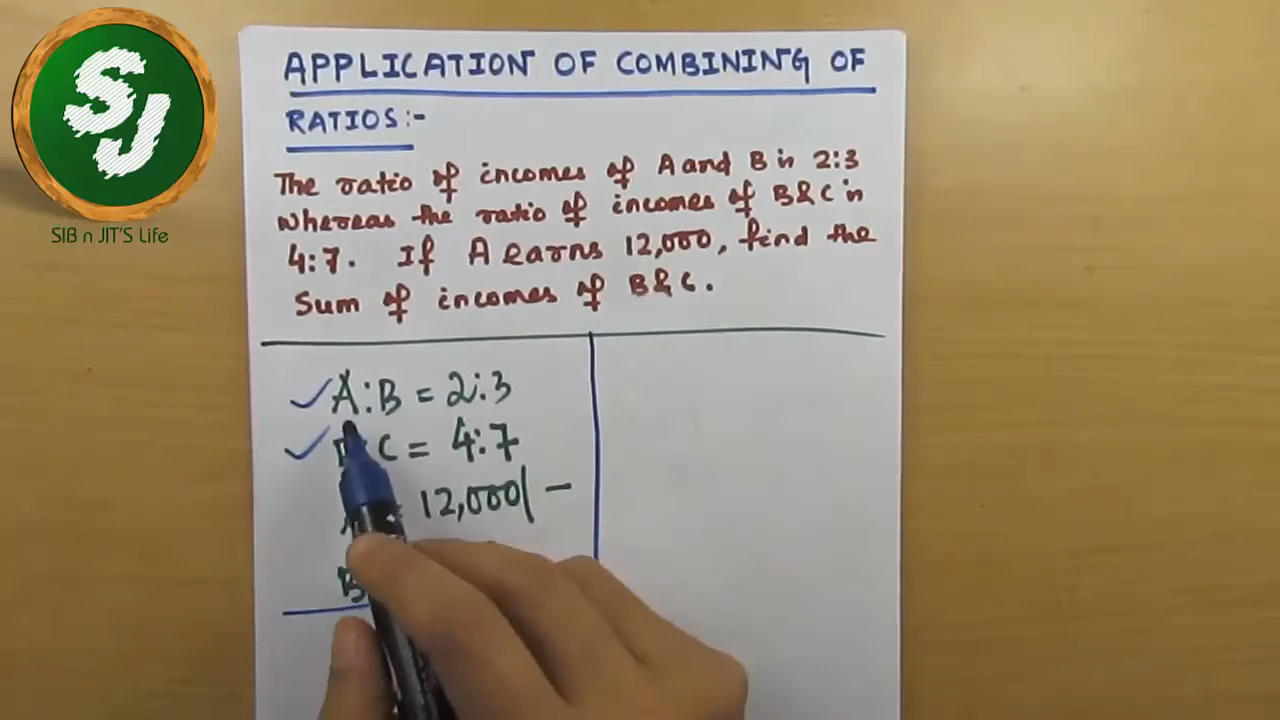 SJ
SIB n JIT'S Life
APPLICATION OF COMBINING OF
RATIOS:-
The ratio of incomes of A and B is 2:3
whereas the ratio of incomes of B&C is
4:7. If A earns 12,000, find the
Sum of incomes of B & C.
A:B = 2:3
C = 4:7
12,000/-
B